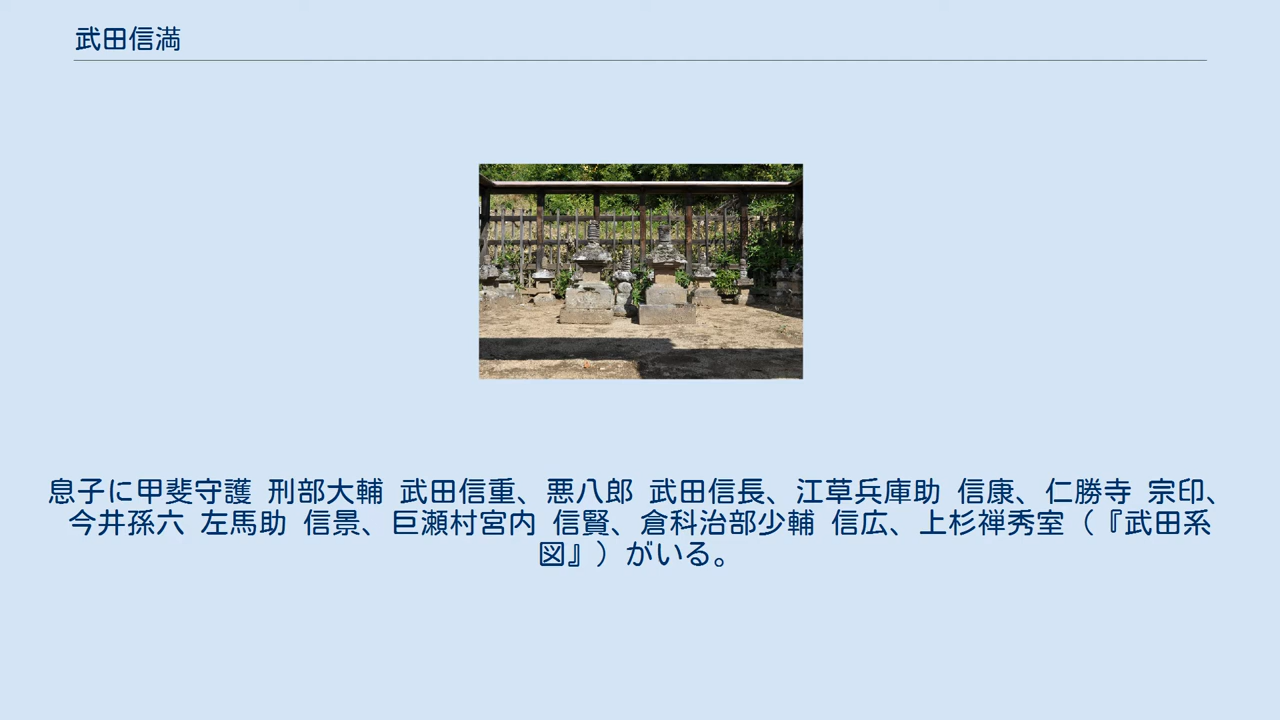 武田信満
息子に甲斐守護 刑部大輔 武田信重、悪八郎 武田信長、江草兵庫助 信康、仁勝寺 宗印、
今井孫六 左馬助 信景、巨瀬村宮内 信賢、倉科治部少輔 信広、上杉禅秀室（『武田系
図』）がいる。